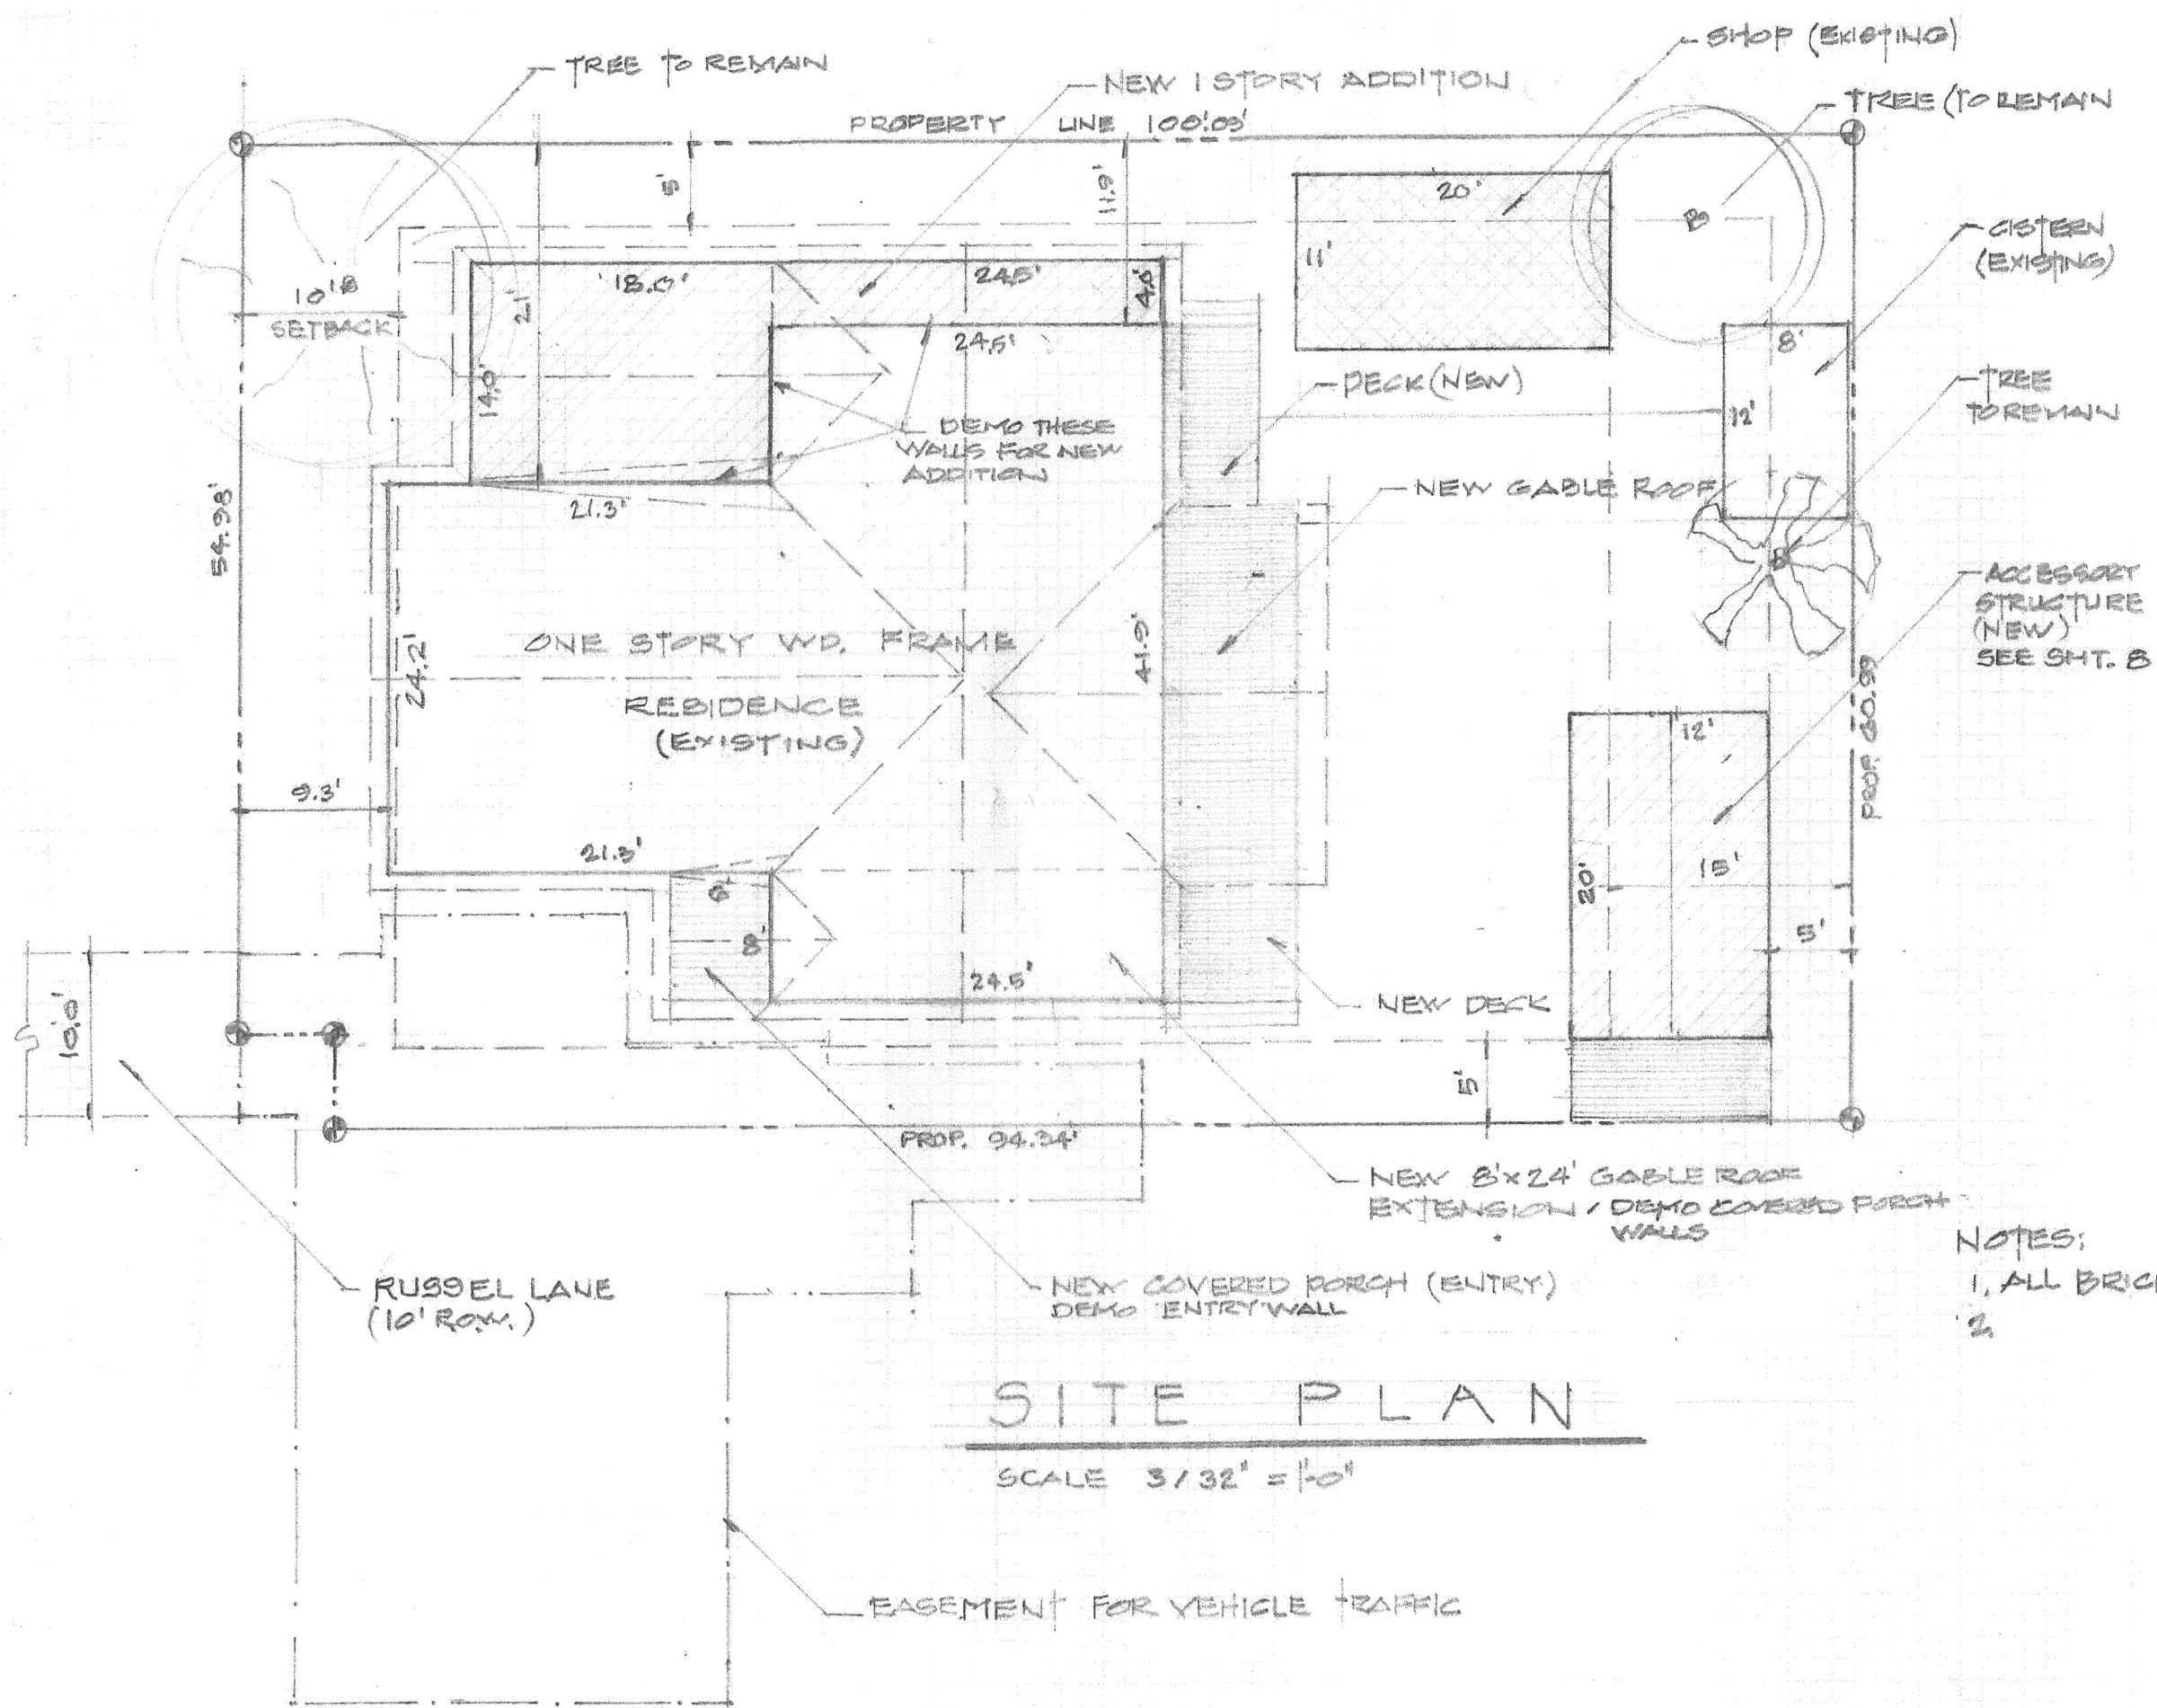 SHOP (EXISTING)
TREE TO REMAIN
NEW 1 STORY ADDITION
TREE (TO REMAIN
PROPERTY LINE 100.03'
5'
11.9'
20'
11'
CISTERN
(EXISTING)
10'
SETBACK
18.0'
21'
24.5'
4.0'
24.5'
8'
14.0'
DECK (NEW)
12'
TREE
TO REMAIN
DEMO THESE
WALLS FOR NEW
ADDITION
NEW GABLE ROOF
21.3'
54.98'
ACCESSORY
STRUCTURE
(NEW)
SEE SHT. 8
ONE STORY WD. FRAME
RESIDENCE
(EXISTING)
24.2'
41.9'
PROP. 60.99
12'
9.3'
21.3'
6'
8'
15'
20'
5'
24.5'
NEW DECK
10.0'
5'
PROP. 94.34'
NEW 8'x24' GABLE ROOF
EXTENSION, DEMO COVERED PORCH
WALLS
NOTES:
1. ALL BRIC
2.
RUSSEL LANE
(10' R.O.W.)
NEW COVERED PORCH (ENTRY)
DEMO ENTRY WALL
SITE PLAN
SCALE 3/32" = 1'-0"
EASEMENT FOR VEHICLE TRAFFIC